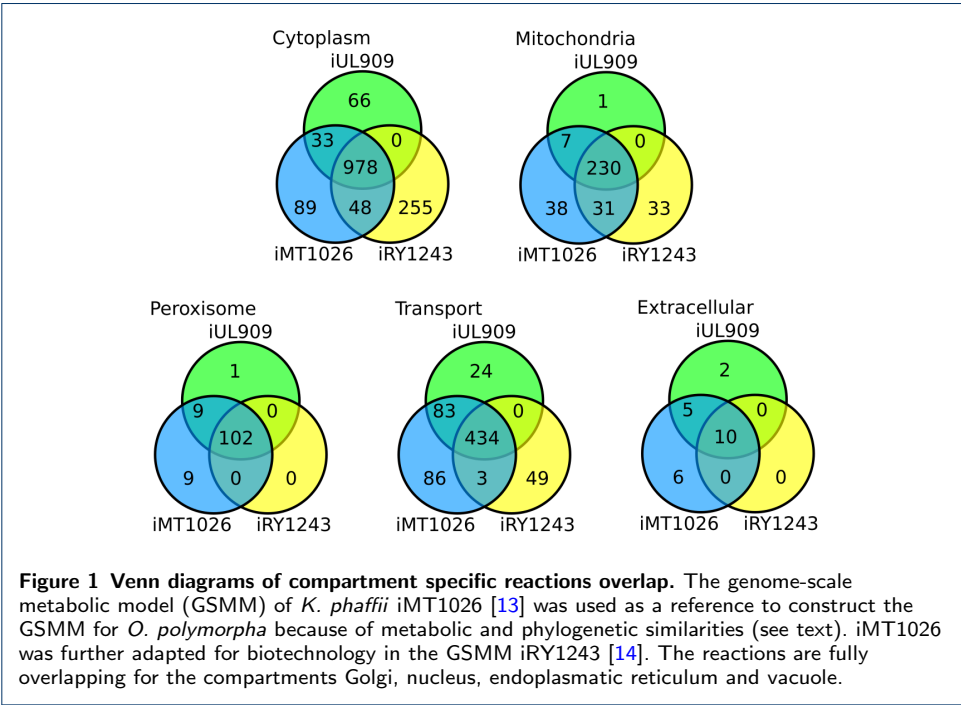 Cytoplasm
iUL909
66
33
0
978
89
48
255
iMT1026
iRY1243
Mitochondria
iUL909
1
7
0
230
38
31
33
iMT1026
iRY1243
Peroxisome
iUL909
1
9
0
102
9
0
0
iMT1026
iRY1243
Transport
iUL909
24
83
0
434
86
3
49
iMT1026
iRY1243
Extracellular
iUL909
2
5
0
10
6
0
0
iMT1026
iRY1243
Figure 1 Venn diagrams of compartment specific reactions overlap. The genome-scale
metabolic model (GSMM) of K. phaffii iMT1026 [13] was used as a reference to construct the
GSMM for O. polymorpha because of metabolic and phylogenetic similarities (see text). iMT1026
was further adapted for biotechnology in the GSMM iRY1243 [14]. The reactions are fully
overlapping for the compartments Golgi, nucleus, endoplasmatic reticulum and vacuole.